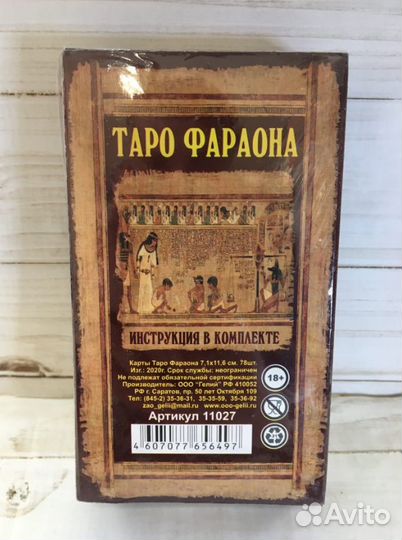 ТАРО ФАРАОНА
ИНСТРУКЦИЯ В КОМПЛЕКТЕ
Карты Таро Фараона 7,1х11,6 см. 78шт.
Изг.: 2020г. Срок службы: неограничен
Не подлежат обязательной сертификации
Производитель: ООО "Гелий" РФ 410052
РФ г. Саратов, пр. 50 лет Октября 109
Тел: (845-2) 35-36-31, 35-35-59, 35-36-92
zao_gelii@mail.ru www.ooo-gelii.ru
Артикул 11027
4 607077 656497
18+
Avito